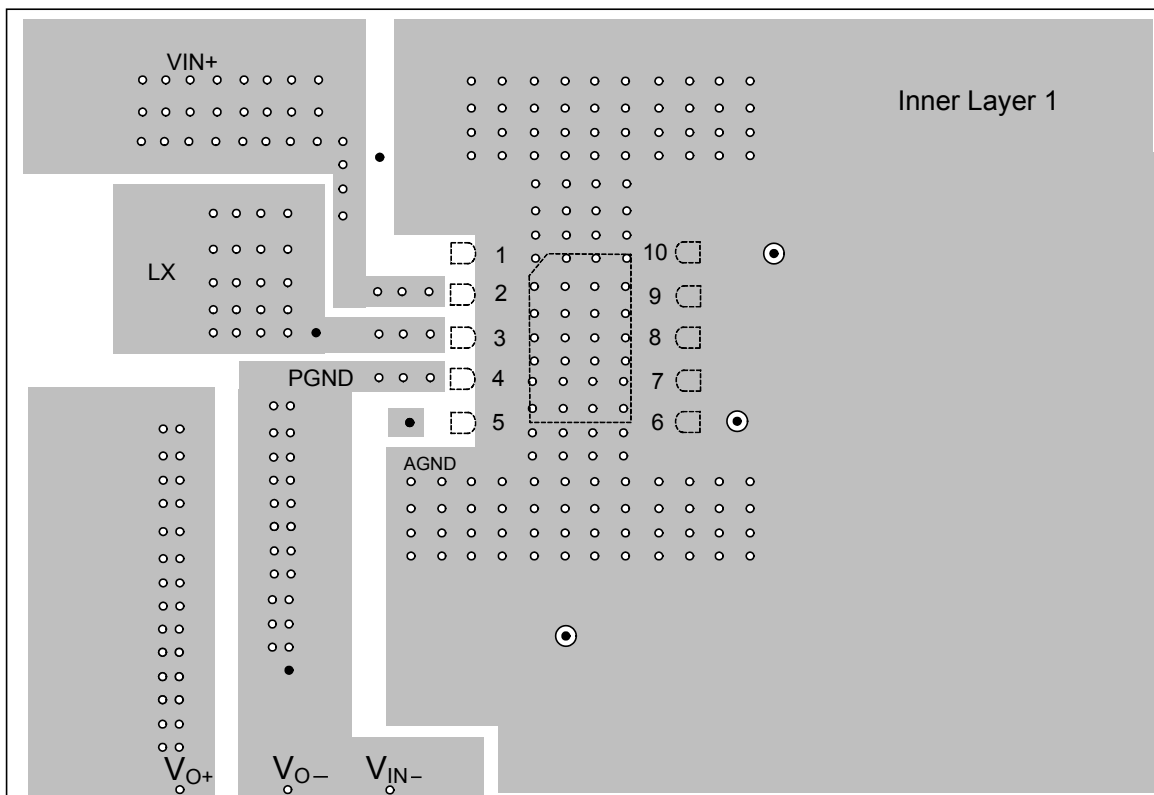 VIN+
Inner Layer 1
1
10
LX
2
9
3
8
PGND
4
7
5
6
AGND
VO+
VO−
VIN−